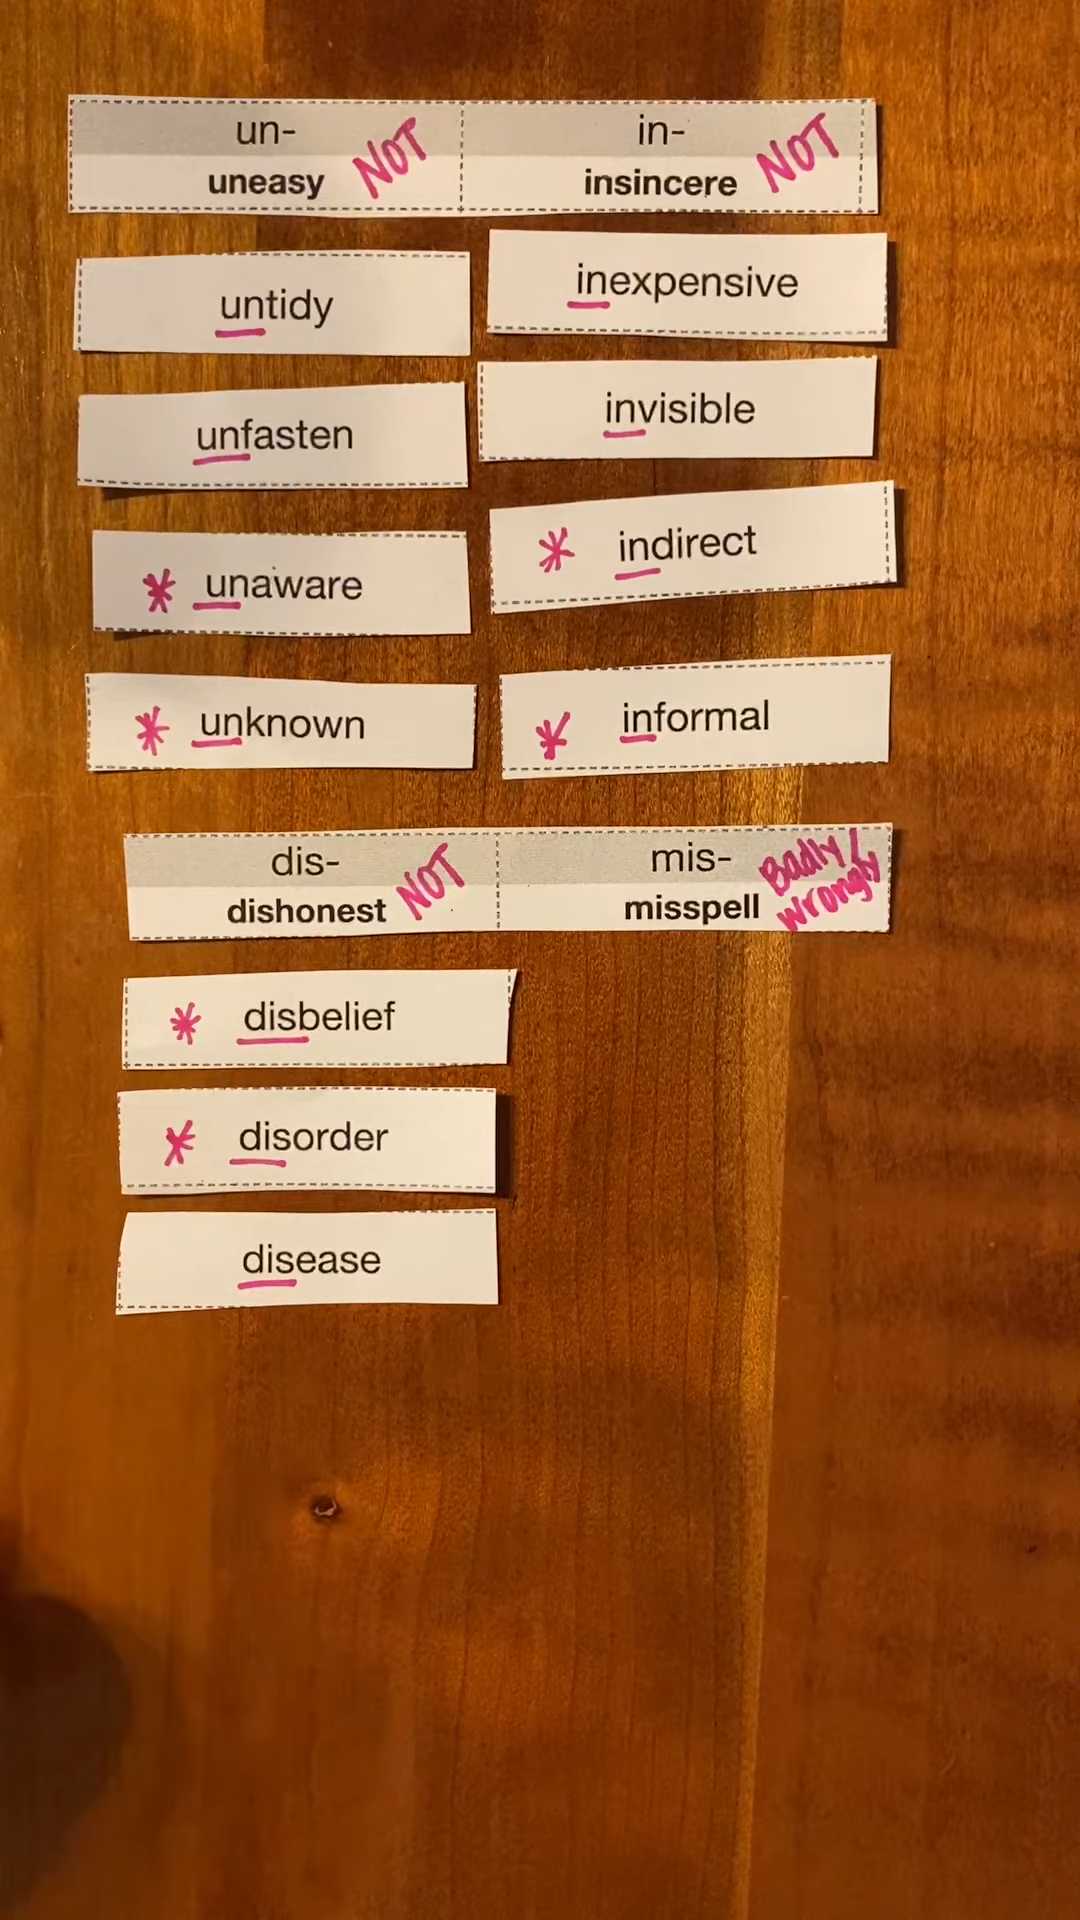 un-
uneasy NOT
in-
insincere NOT
untidy
unfasten
* unaware
* unknown
inexpensive
invisible
* indirect
* informal
dis-
dishonest NOT
mis-
misspell Badly/
wrongly
* disbelief
* disorder
disease